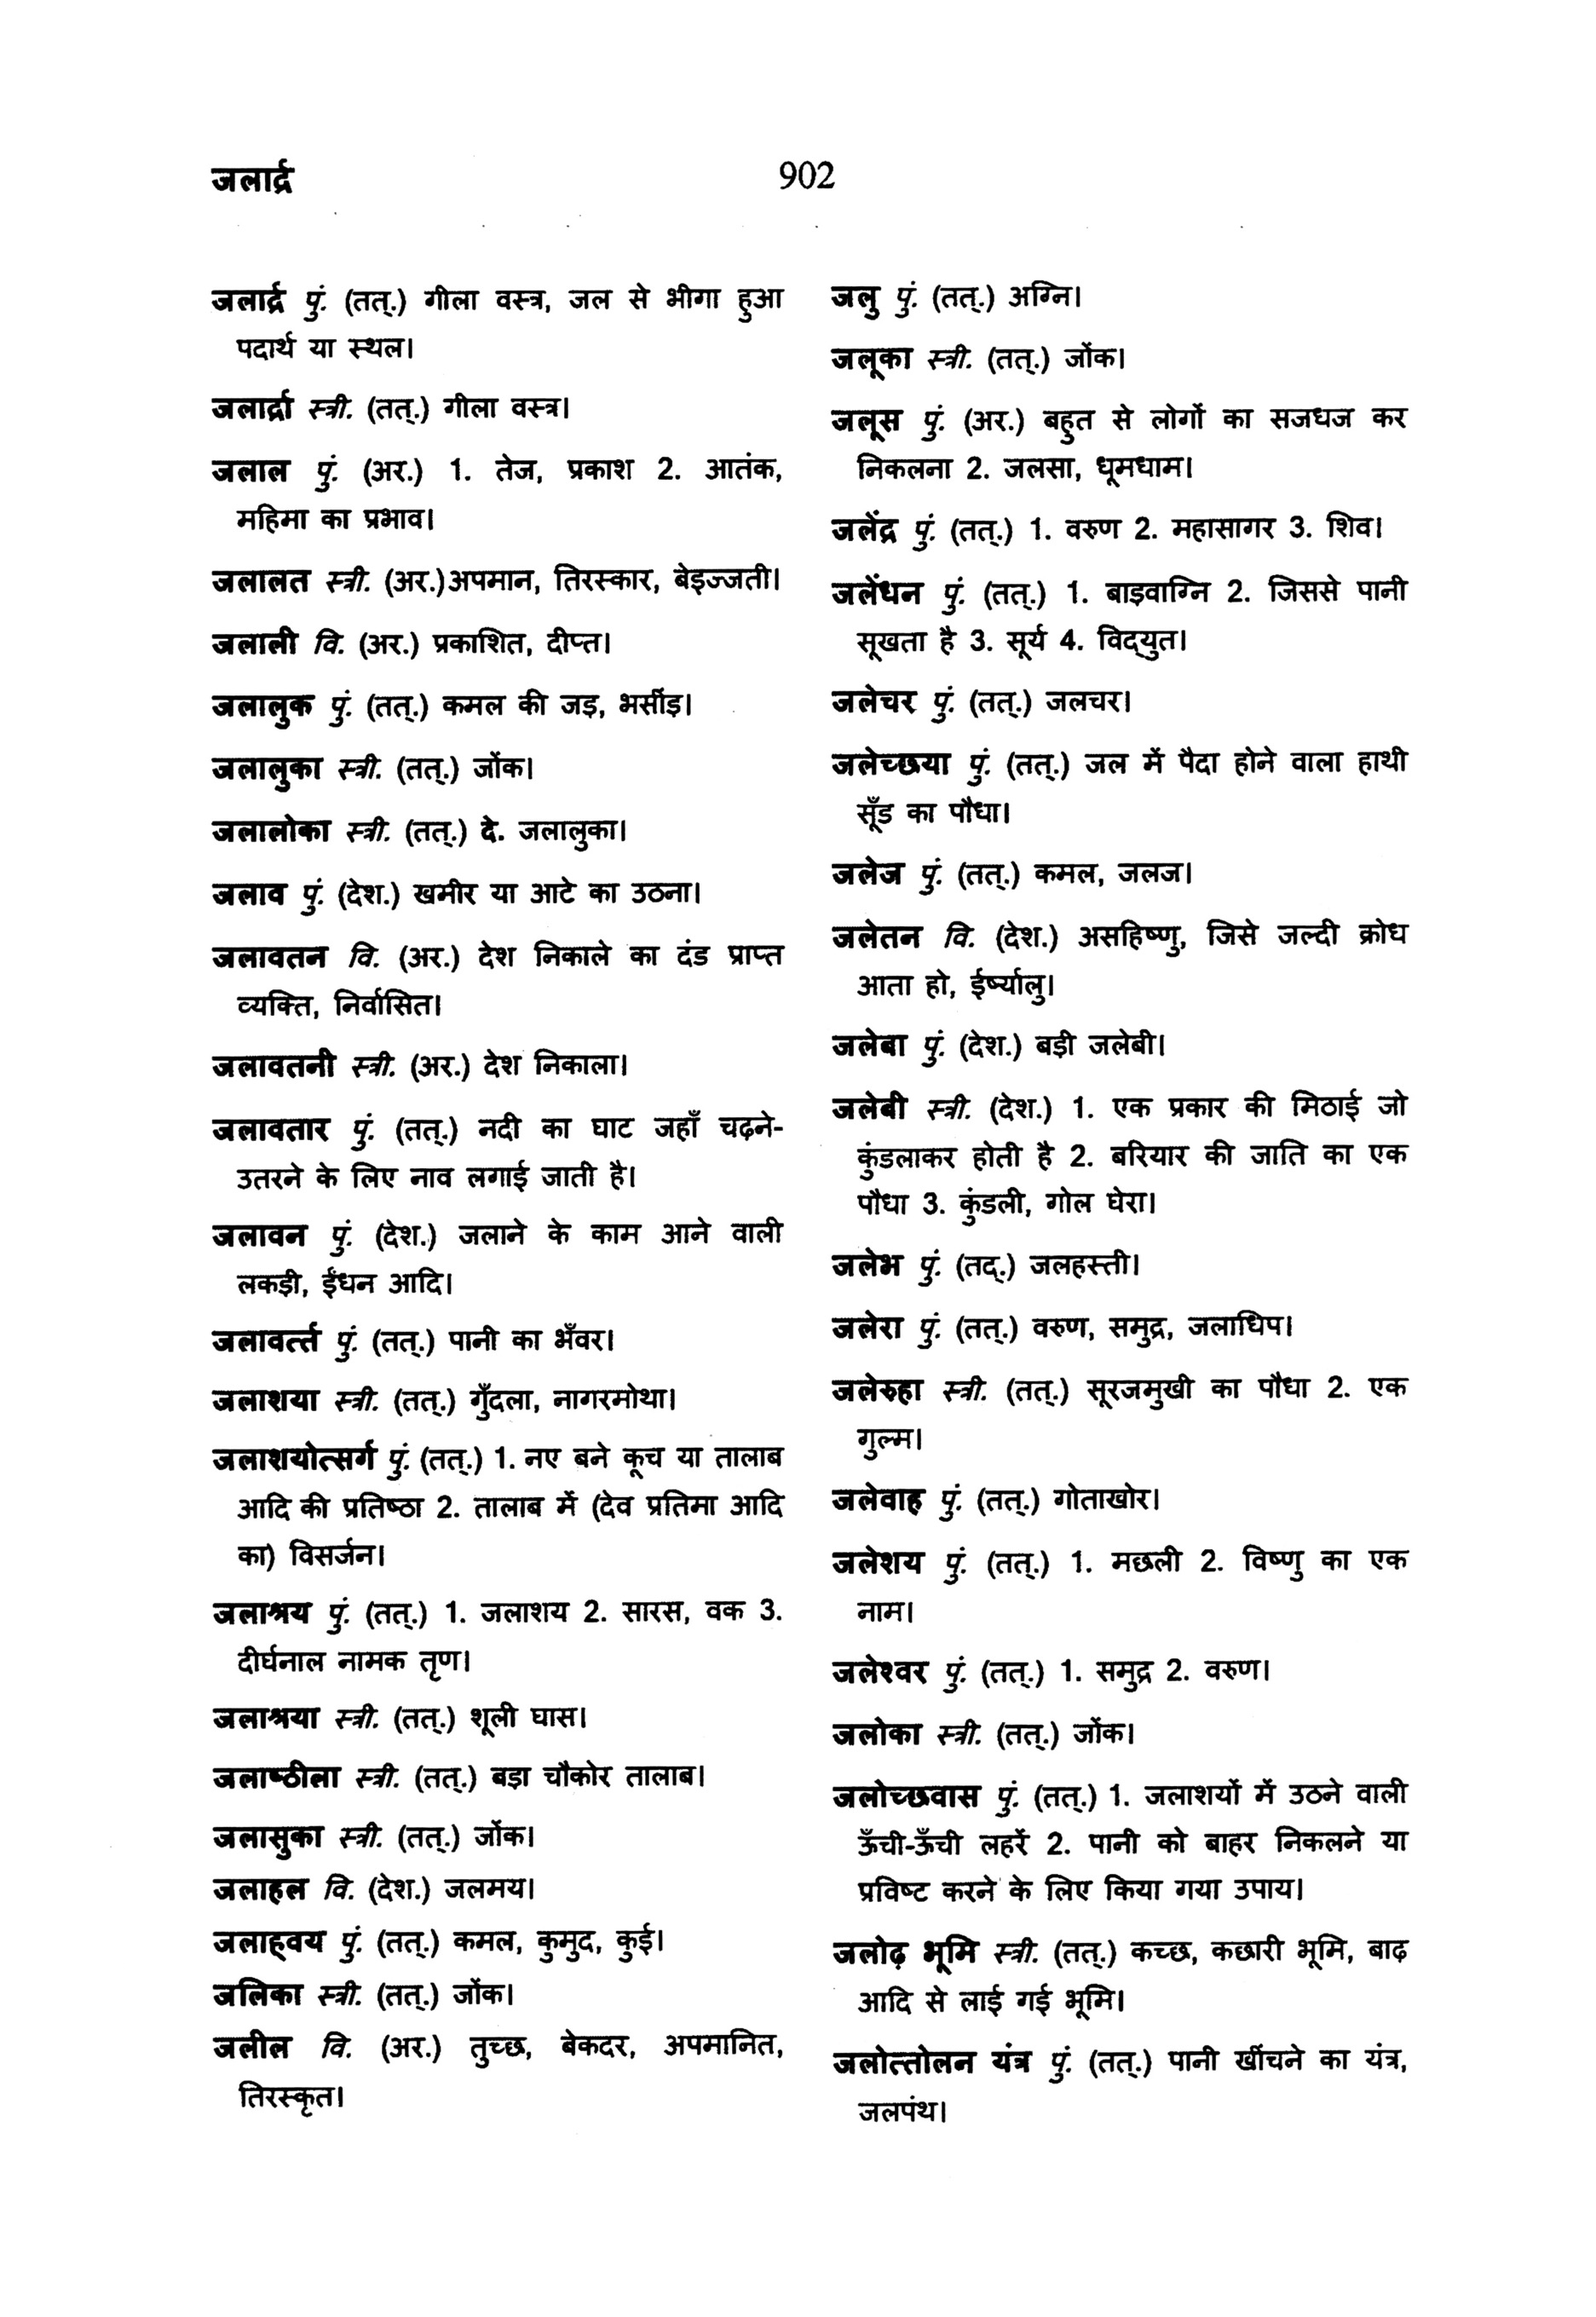 जलार्द्र
902
जलार्द्र पुं. (तत्.) गीला वस्त्र, जल से भीगा हुआ
पदार्थ या स्थल।
जलार्द्रा स्त्री. (तत्.) गीला वस्त्र।
जलाल पुं. (अर.) 1. तेज, प्रकाश 2. आतंक,
महिमा का प्रभाव।
जलालत स्त्री. (अर.)अपमान, तिरस्कार, बेइज्जती।
जलाली वि. (अर.) प्रकाशित, दीप्त।
जलालुक पुं. (तत्.) कमल की जड़, भसींड़।
जलालुका स्त्री. (तत्.) जोंक।
जलालोका स्त्री. (तत्.) दे. जलालुका।
जलाव पुं. (देश.) खमीर या आटे का उठना।
जलावतन वि. (अर.) देश निकाले का दंड प्राप्त
व्यक्ति, निर्वासित।
जलावतनी स्त्री. (अर.) देश निकाला।
जलावतार पुं. (तत्.) नदी का घाट जहाँ चढ़ने-
उतरने के लिए नाव लगाई जाती है।
जलावन पुं. (देश.) जलाने के काम आने वाली
लकड़ी, ईंधन आदि।
जलावर्त्त पुं. (तत्.) पानी का भँवर।
जलाशया स्त्री. (तत्.) गुँदला, नागरमोथा।
जलाशयोत्सर्ग पुं. (तत्.) 1. नए बने कूच या तालाब
आदि की प्रतिष्ठा 2. तालाब में (देव प्रतिमा आदि
का) विसर्जन।
जलाश्रय पुं. (तत्.) 1. जलाशय 2. सारस, वक 3.
दीर्घनाल नामक तृण।
जलाश्रया स्त्री. (तत्.) शूली घास।
जलाष्ठीला स्त्री. (तत्.) बड़ा चौकोर तालाब।
जलासुका स्त्री. (तत्.) जोंक।
जलाहल वि. (देश.) जलमय।
जलाह्वय पुं. (तत्.) कमल, कुमुद, कुई।
जलिका स्त्री. (तत्.) जोंक।
जलील वि. (अर.) तुच्छ, बेकदर, अपमानित,
तिरस्कृत।
जलु पुं. (तत्.) अग्नि।
जलूका स्त्री. (तत्.) जोंक।
जलूस पुं. (अर.) बहुत से लोगों का सजधज कर
निकलना 2. जलसा, धूमधाम।
जलेंद्र पुं. (तत्.) 1. वरुण 2. महासागर 3. शिव।
जलेंधन पुं. (तत्.) 1. बाड़वाग्नि 2. जिससे पानी
सूखता है 3. सूर्य 4. विद्युत।
जलेचर पुं. (तत्.) जलचर।
जलेच्छया पुं. (तत्.) जल में पैदा होने वाला हाथी
सूँड का पौधा।
जलेज पुं. (तत्.) कमल, जलज।
जलेतन वि. (देश.) असहिष्णु, जिसे जल्दी क्रोध
आता हो, ईर्ष्यालु।
जलेबा पुं. (देश.) बड़ी जलेबी।
जलेबी स्त्री. (देश.) 1. एक प्रकार की मिठाई जो
कुंडलाकर होती है 2. बरियार की जाति का एक
पौधा 3. कुंडली, गोल घेरा।
जलेभ पुं. (तद्.) जलहस्ती।
जलेरा पुं. (तत्.) वरुण, समुद्र, जलाधिप।
जलेरुहा स्त्री. (तत्.) सूरजमुखी का पौधा 2. एक
गुल्म।
जलेवाह पुं. (तत्.) गोताखोर।
जलेशय पुं. (तत्.) 1. मछली 2. विष्णु का एक
नाम।
जलेश्वर पुं. (तत्.) 1. समुद्र 2. वरुण।
जलोका स्त्री. (तत्.) जोंक।
जलोच्छवास पुं. (तत्.) 1. जलाशयों में उठने वाली
ऊँची-ऊँची लहरें 2. पानी को बाहर निकलने या
प्रविष्ट करने के लिए किया गया उपाय।
जलोढ़ भूमि स्त्री. (तत्.) कच्छ, कछारी भूमि, बाढ़
आदि से लाई गई भूमि।
जलोत्तोलन यंत्र पुं. (तत्.) पानी खींचने का यंत्र,
जलपंथ।